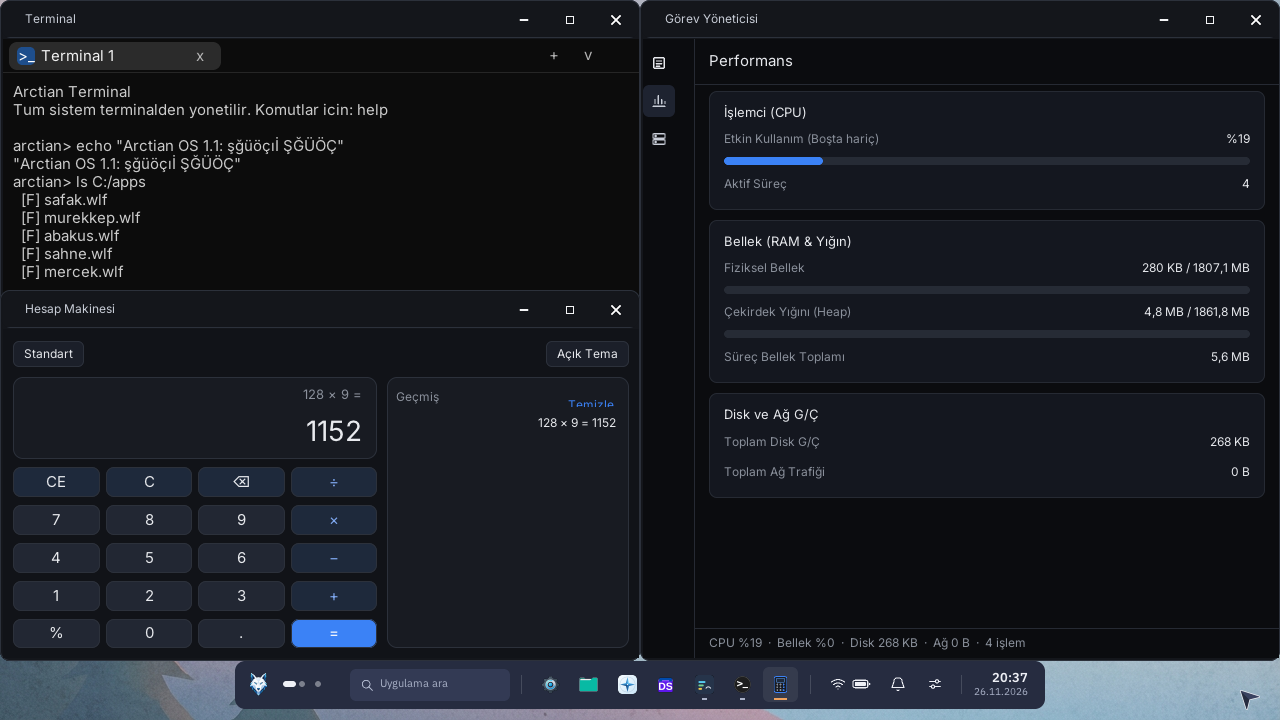 Terminal
>_ Terminal 1 x + v
Arctian Terminal
Tum sistem terminalden yonetilir. Komutlar icin: help
arctian> echo "Arctian OS 1.1: şğüöçıİ ŞĞÜÖÇ"
"Arctian OS 1.1: şğüöçıİ ŞĞÜÖÇ"
arctian> ls C:/apps
[F] safak.wlf
[F] murekkep.wlf
[F] abakus.wlf
[F] sahne.wlf
[F] mercek.wlf
Hesap Makinesi
Standart Açık Tema
128 × 9 =
1152
CE C ⌫ ÷
7 8 9 ×
4 5 6 −
1 2 3 +
% 0 . =
Geçmiş
Temizle
128 × 9 = 1152
Görev Yöneticisi
Performans
İşlemci (CPU)
Etkin Kullanım (Boşta hariç) %19
Aktif Süreç 4
Bellek (RAM & Yığın)
Fiziksel Bellek 280 KB / 1807,1 MB
Çekirdek Yığını (Heap) 4,8 MB / 1861,8 MB
Süreç Bellek Toplamı 5,6 MB
Disk ve Ağ G/Ç
Toplam Disk G/Ç 268 KB
Toplam Ağ Trafiği 0 B
CPU %19 · Bellek %0 · Disk 268 KB · Ağ 0 B · 4 işlem
Uygulama ara
DS
>_
20:37
26.11.2026